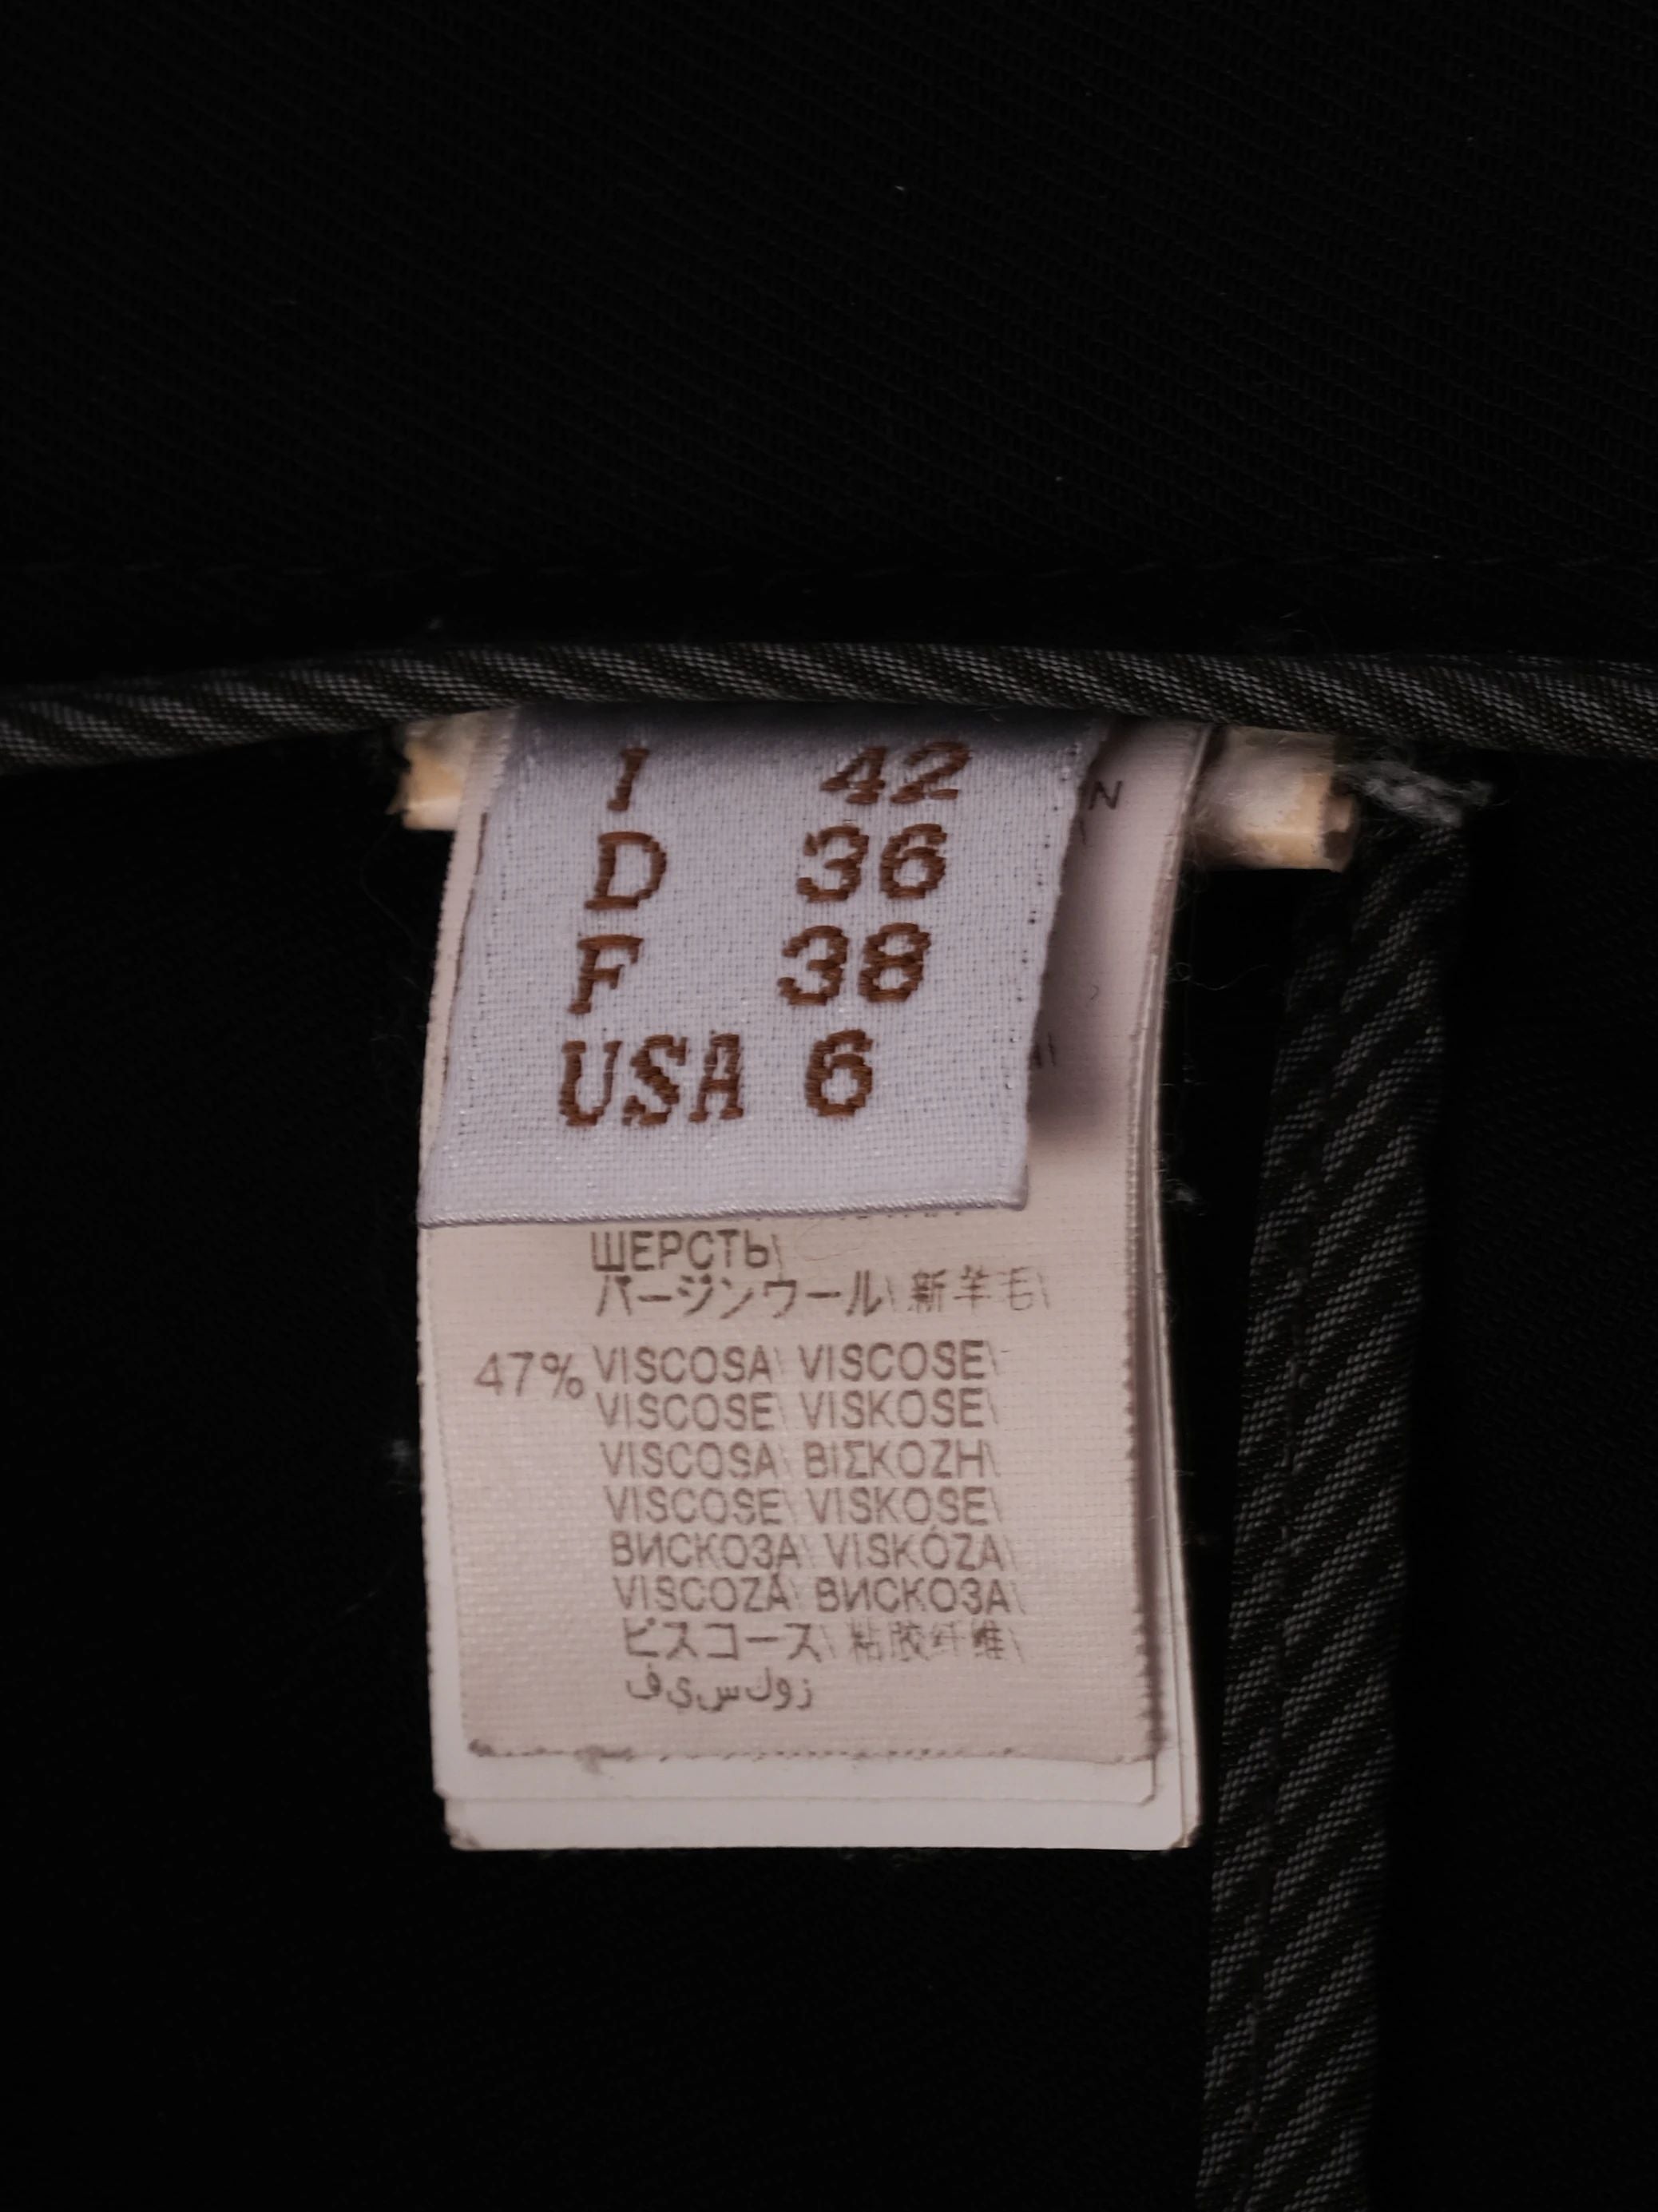 I 42
D 36
F 38
USA 6
N
ШЕРСТЬ\
バージンウール\ 新羊毛\
47% VISCOSA\ VISCOSE\
VISCOSE\ VISKOSE\
VISCOSA\ ΒΙΣΚΟΖΗ\
VISCOSE\ VISKOSE\
ВИСКОЗА\ VISKÓZA\
VISCOZĂ\ ВИСКОЗА\
ビスコース\ 粘胶纤维\
ف ي س ك و ز